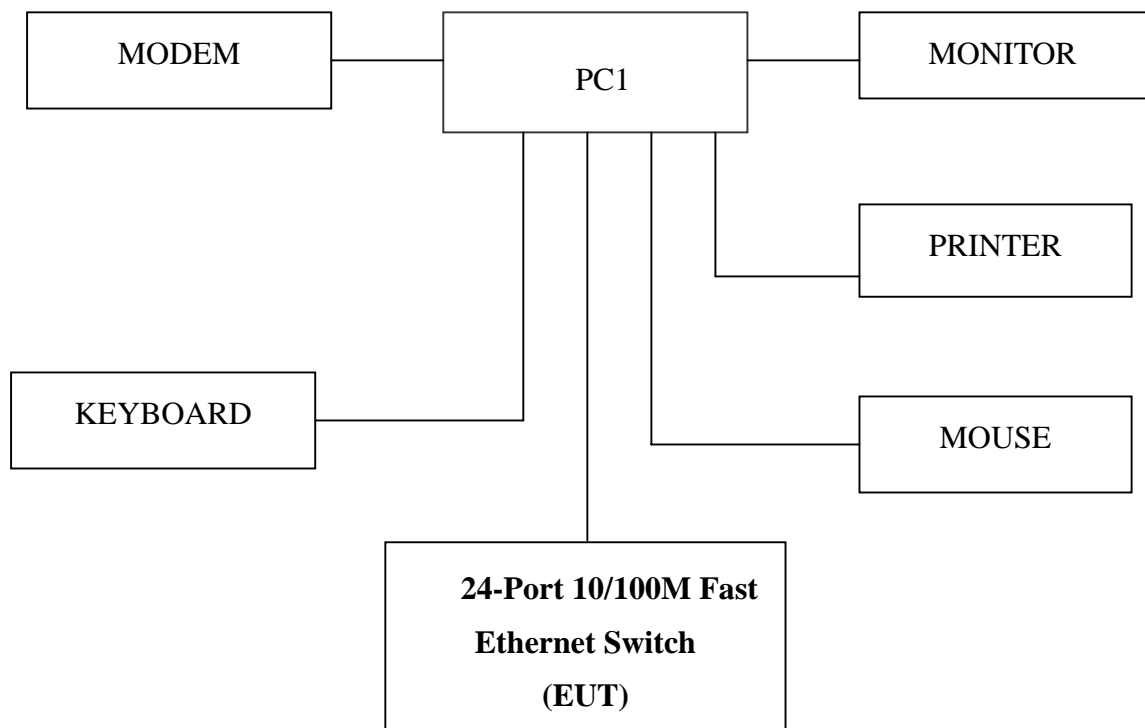 MODEM
PC1
MONITOR
PRINTER
KEYBOARD
MOUSE
24-Port 10/100M Fast
Ethernet Switch
(EUT)